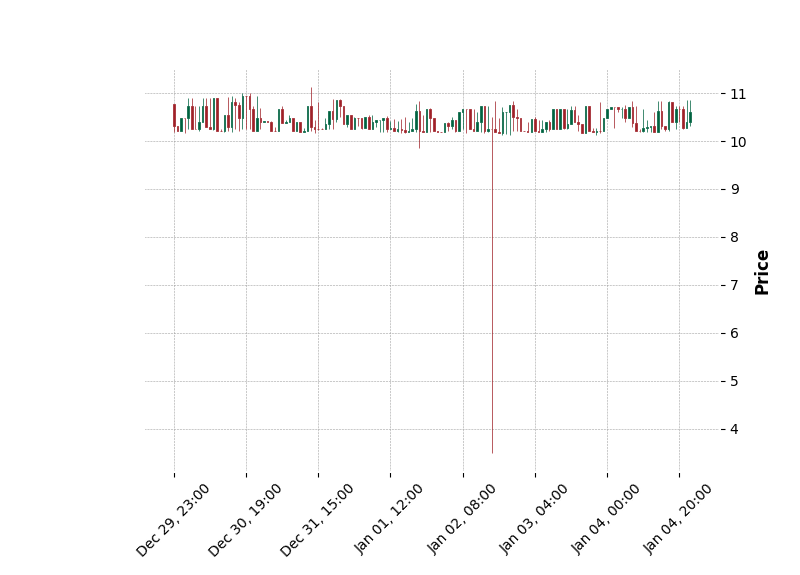 11
10
9
8
7
6
5
4
Price
Dec 29, 23:00
Dec 30, 19:00
Dec 31, 15:00
Jan 01, 12:00
Jan 02, 08:00
Jan 03, 04:00
Jan 04, 00:00
Jan 04, 20:00